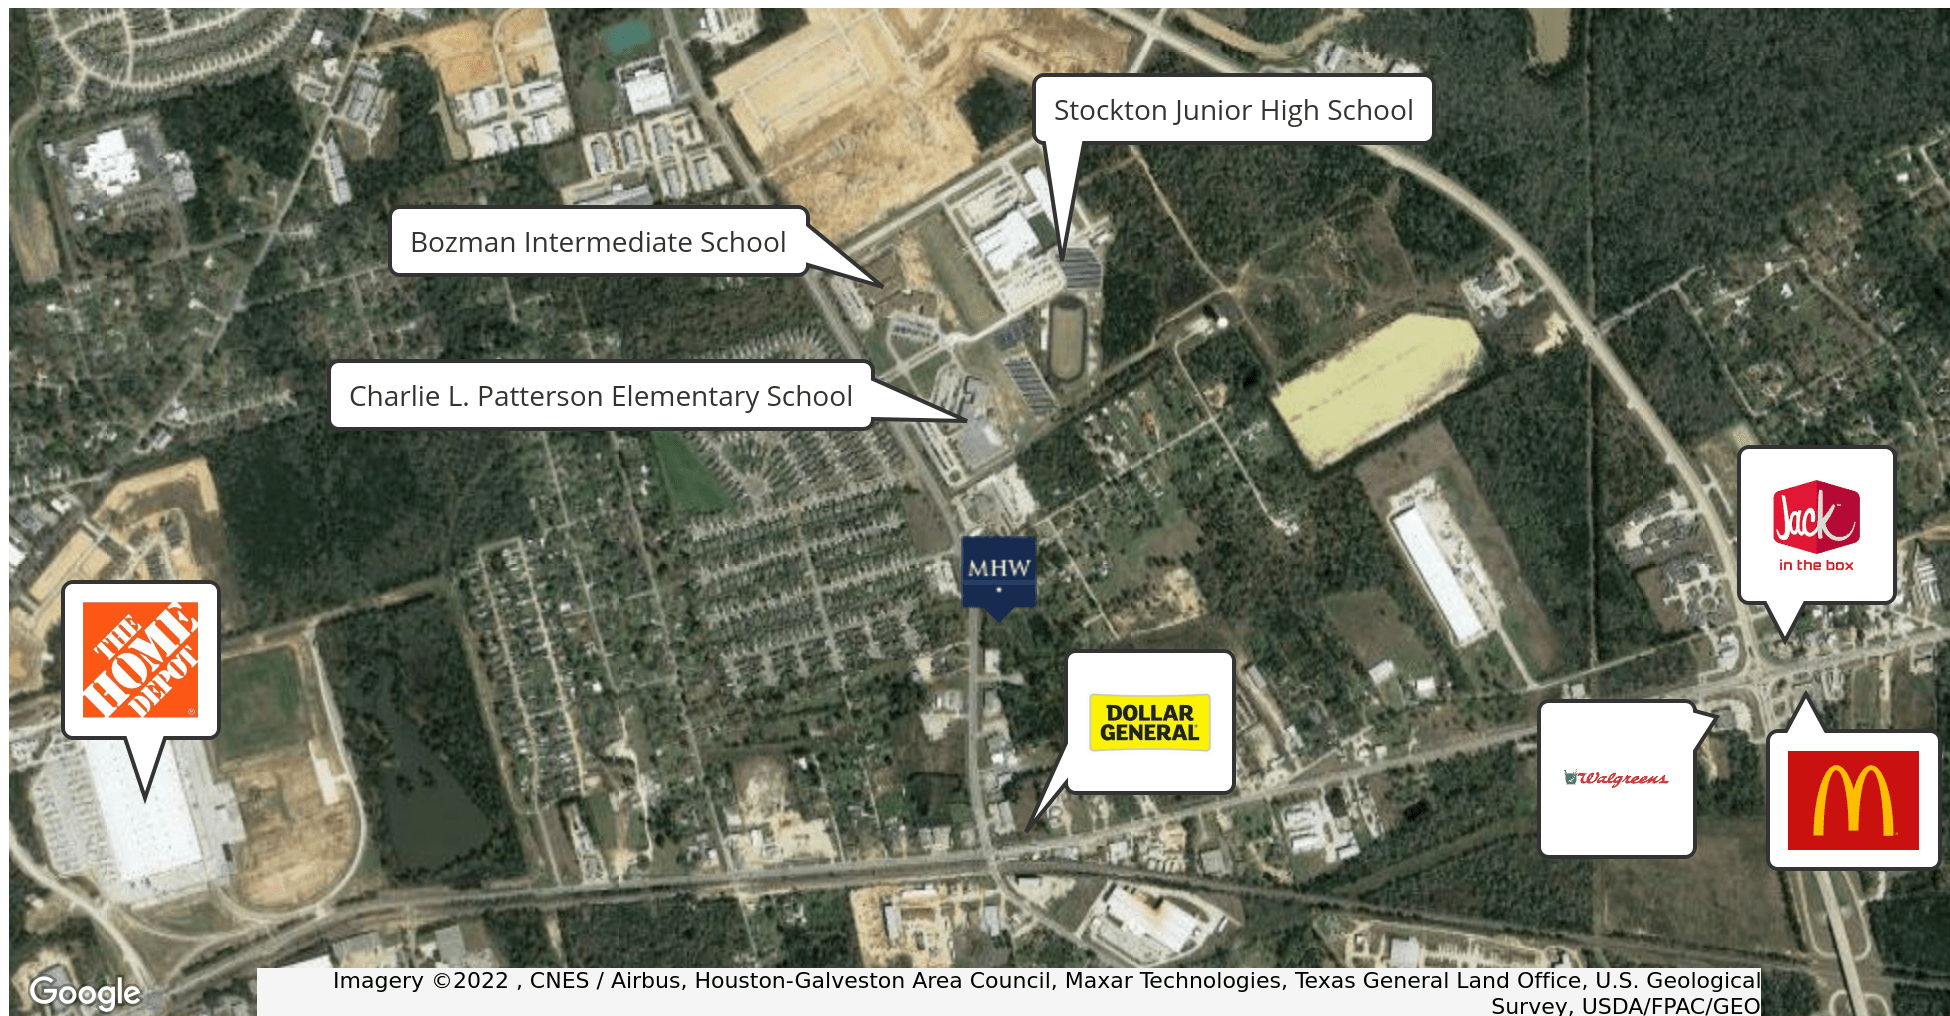 Stockton Junior High School
Bozman Intermediate School
Charlie L. Patterson Elementary School
Jack
in the box
MHW
THE
HOME
DEPOT
DOLLAR
GENERAL
Walgreens
Google
Imagery ©2022 , CNES / Airbus, Houston-Galveston Area Council, Maxar Technologies, Texas General Land Office, U.S. Geological
Survey, USDA/FPAC/GEO